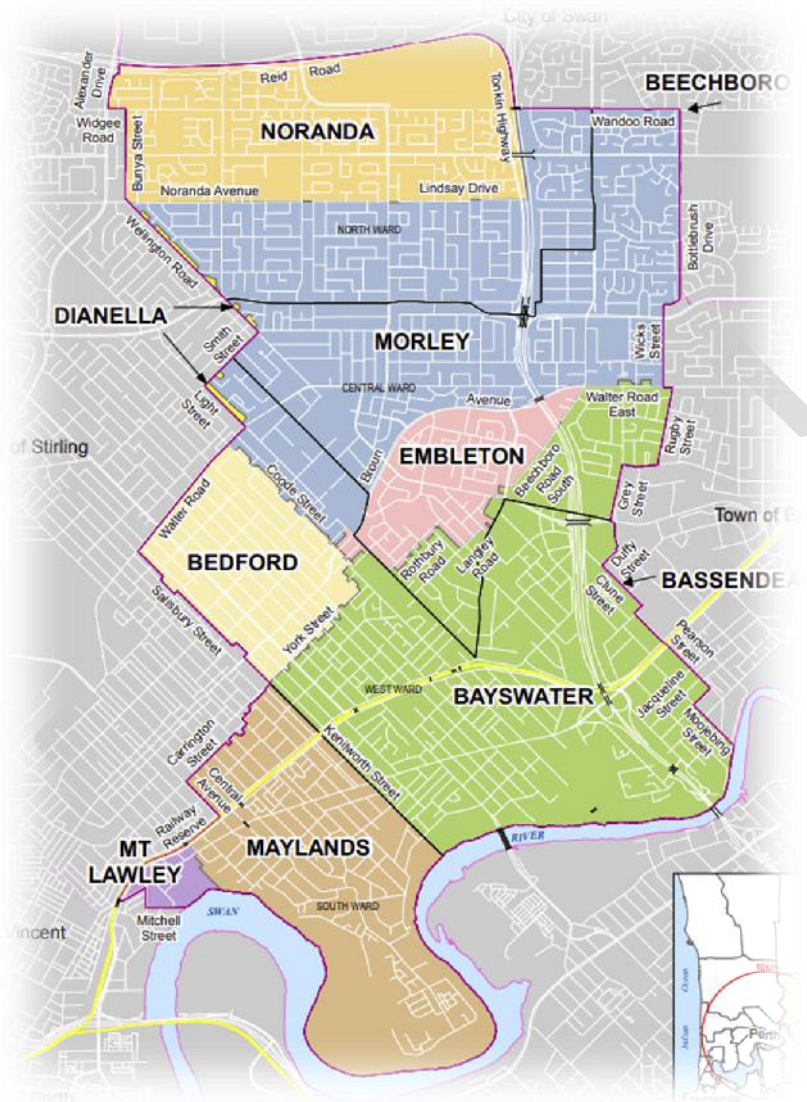 City of Swan
Alexander
Drive
Reid Road
Tonkin Highway
BEECHBORO
Widgee
Road
Bunya Street
NORANDA
Wandoo Road
Noranda Avenue
Lindsay Drive
NORTH WARD
Wellington Road
Bottlebrush
Drive
DIANELLA
Smith
Street
MORLEY
Wicks
Street
CENTRAL WARD
Light
Street
Avenue
Walter Road
East
of Stirling
Broun
EMBLETON
Rugby
Street
Coode Street
Beechboro
Road
South
Grey
Street
Walter Road
Town of B
BEDFORD
Rothbury
Road
Langley
Road
Duffy
Street
Clune
Street
BASSENDEA
Salisbury Street
York Street
Pearson
Street
WEST WARD
BAYSWATER
Jacqueline
Street
Moojebing
Street
Carrington
Street
Kenilworth Street
Central
Avenue
Railway
Reserve
MAYLANDS
RIVER
MT
LAWLEY
SOUTH WARD
SWAN
Mitchell
Street
Vincent
Indian Ocean
Perth